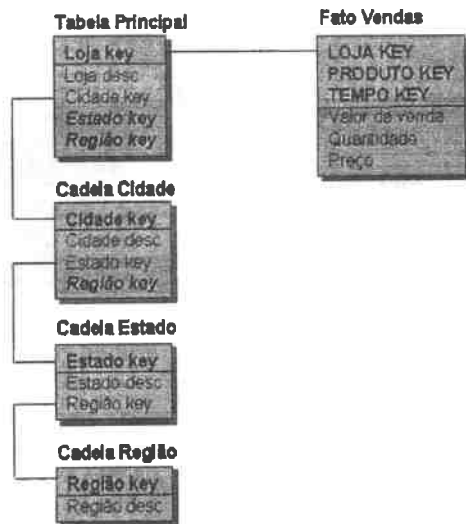 Tabela Principal
Loja key
Loja desc
Cidade key
Estado key
Região key
Fato Vendas
LOJA KEY
PRODUTO KEY
TEMPO KEY
Valor da venda
Quantidade
Preço
Cadeia Cidade
Cidade key
Cidade desc
Estado key
Região key
Cadeia Estado
Estado key
Estado desc
Região key
Cadeia Região
Região key
Região desc